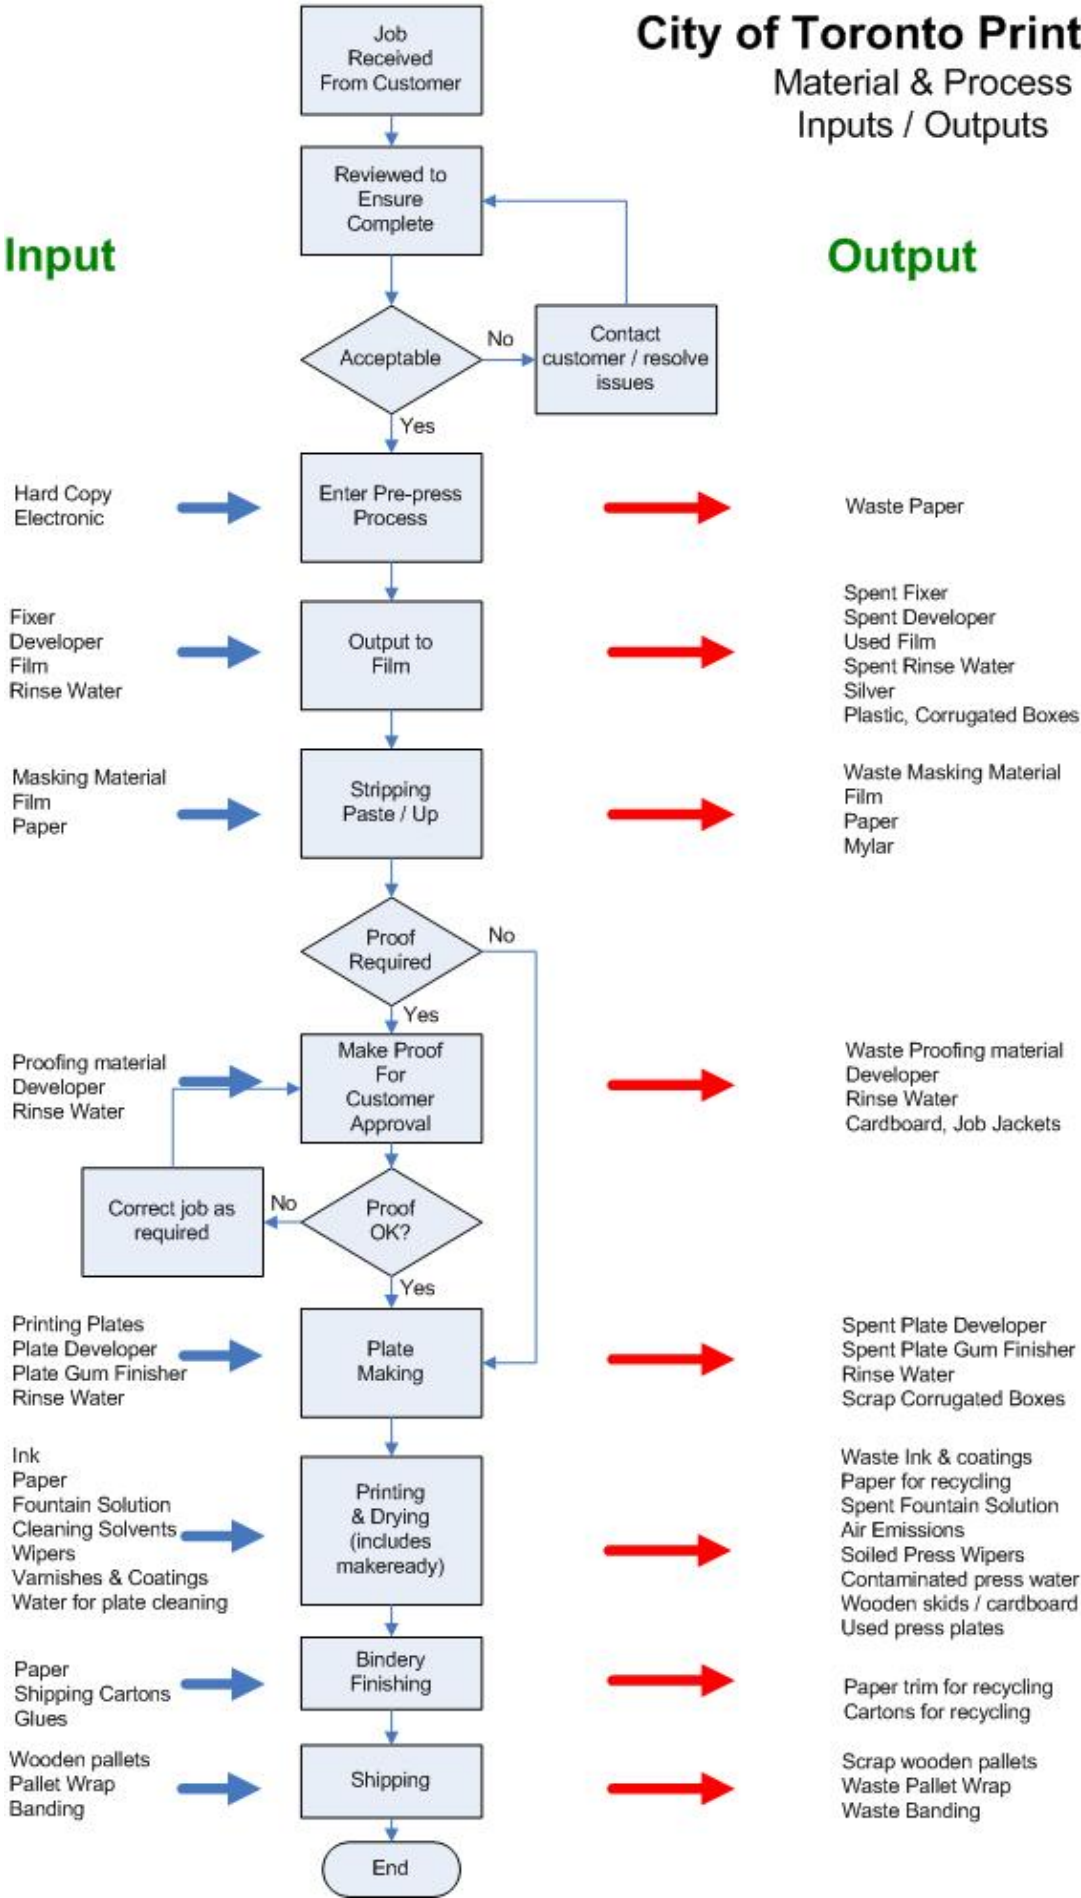 City of Toronto Print
Material & Process
Inputs / Outputs
Job
Received
From Customer
Reviewed to
Ensure
Complete
Input
Output
Acceptable
No
Contact
customer / resolve
issues
Yes
Hard Copy
Electronic
Enter Pre-press
Process
Waste Paper
Fixer
Developer
Film
Rinse Water
Output to
Film
Spent Fixer
Spent Developer
Used Film
Spent Rinse Water
Silver
Plastic, Corrugated Boxes
Masking Material
Film
Paper
Stripping
Paste / Up
Waste Masking Material
Film
Paper
Mylar
Proof
Required
No
Yes
Proofing material
Developer
Rinse Water
Make Proof
For
Customer
Approval
Waste Proofing material
Developer
Rinse Water
Cardboard, Job Jackets
Correct job as
required
No
Proof
OK?
Yes
Printing Plates
Plate Developer
Plate Gum Finisher
Rinse Water
Plate
Making
Spent Plate Developer
Spent Plate Gum Finisher
Rinse Water
Scrap Corrugated Boxes
Ink
Paper
Fountain Solution
Cleaning Solvents
Wipers
Varnishes & Coatings
Water for plate cleaning
Printing
& Drying
(includes
makeready)
Waste Ink & coatings
Paper for recycling
Spent Fountain Solution
Air Emissions
Soiled Press Wipers
Contaminated press water
Wooden skids / cardboard
Used press plates
Paper
Shipping Cartons
Glues
Bindery
Finishing
Paper trim for recycling
Cartons for recycling
Wooden pallets
Pallet Wrap
Banding
Shipping
Scrap wooden pallets
Waste Pallet Wrap
Waste Banding
End